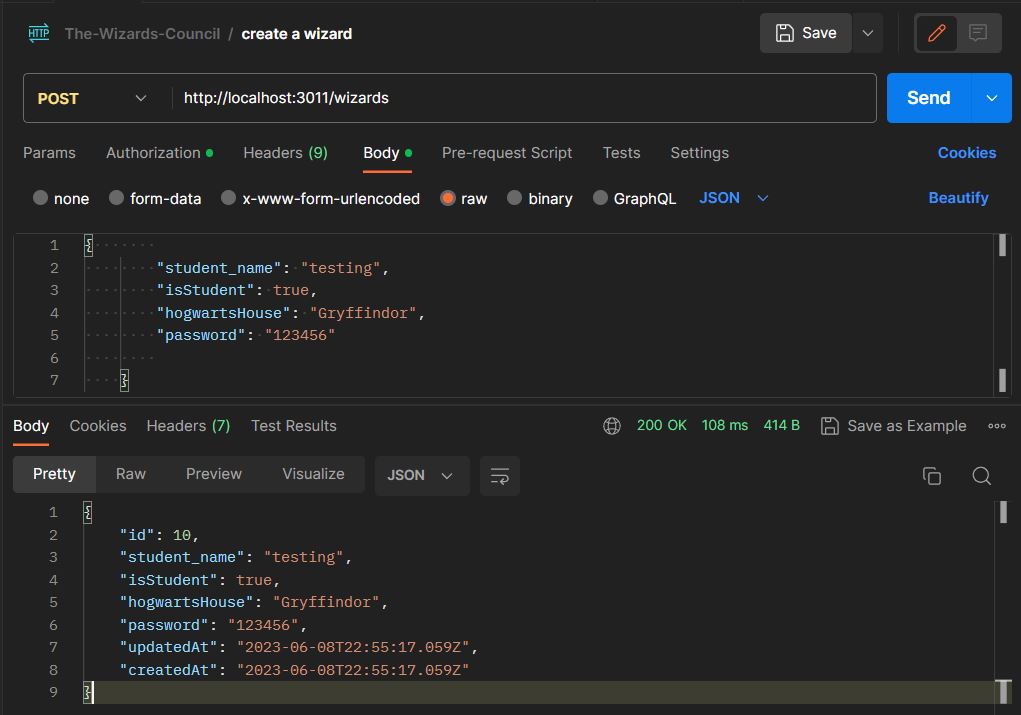 HTTP The-Wizards-Council / create a wizard Save
POST http://localhost:3011/wizards Send
Params Authorization Headers (9) Body Pre-request Script Tests Settings Cookies
none form-data x-www-form-urlencoded raw binary GraphQL JSON Beautify
1 {
2 "student_name": "testing",
3 "isStudent": true,
4 "hogwartsHouse": "Gryffindor",
5 "password": "123456"
6
7 }
Body Cookies Headers (7) Test Results 200 OK 108 ms 414 B Save as Example
Pretty Raw Preview Visualize JSON
1 {
2 "id": 10,
3 "student_name": "testing",
4 "isStudent": true,
5 "hogwartsHouse": "Gryffindor",
6 "password": "123456",
7 "updatedAt": "2023-06-08T22:55:17.059Z",
8 "createdAt": "2023-06-08T22:55:17.059Z"
9 }